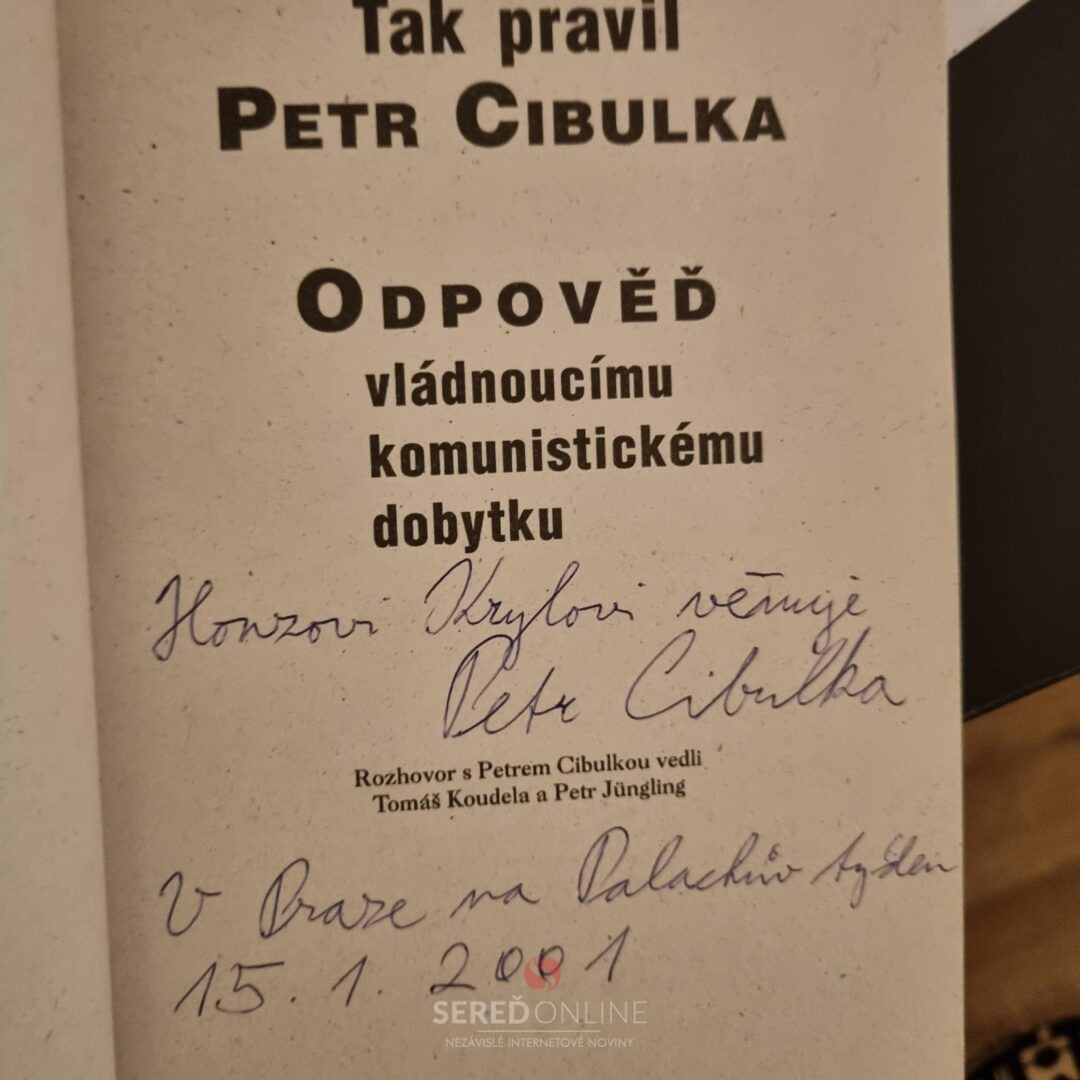 Tak pravil
PETR CIBULKA
ODPOVĚĎ
vládnoucímu
komunistickému
dobytku
Honzovi Krylovi věnuje
Petr Cibulka
Rozhovor s Petrem Cibulkou vedli
Tomáš Koudela a Petr Jüngling
V Praze na Palachův týden
15. 1. 2001
SEREĎONLINE
NEZÁVISLÉ INTERNETOVÉ NOVINY